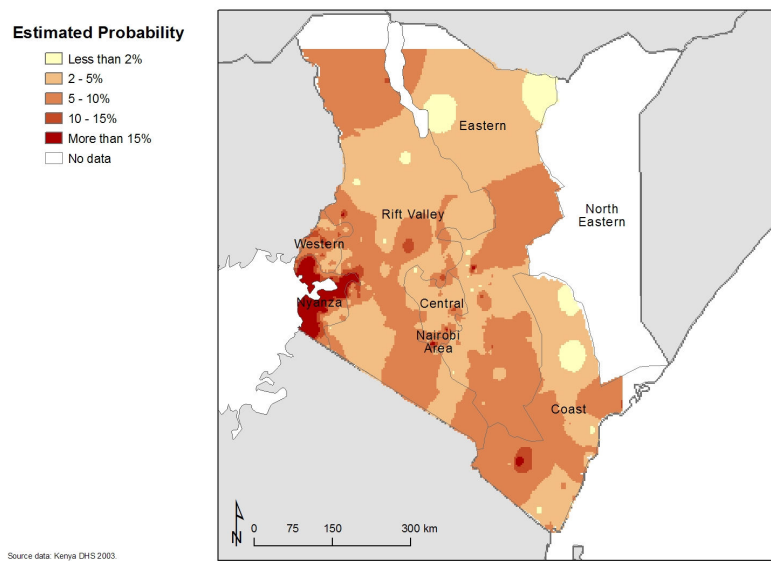 Estimated Probability
Less than 2%
2 - 5%
5 - 10%
10 - 15%
More than 15%
No data
Eastern
North
Eastern
Rift Valley
Western
Nyanza
Central
Nairobi
Area
Coast
N
0 75 150 300 km
Source data: Kenya DHS 2003.